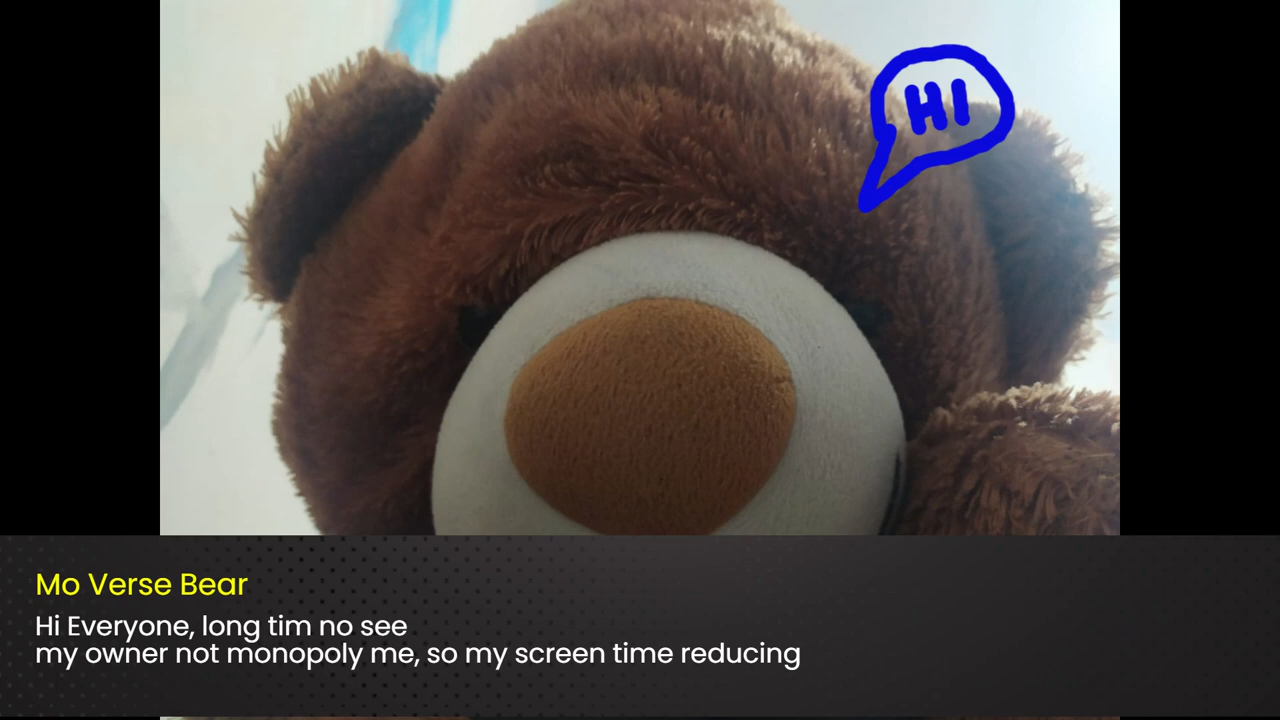 HI
Mo Verse Bear
Hi Everyone, long tim no see
my owner not monopoly me, so my screen time reducing